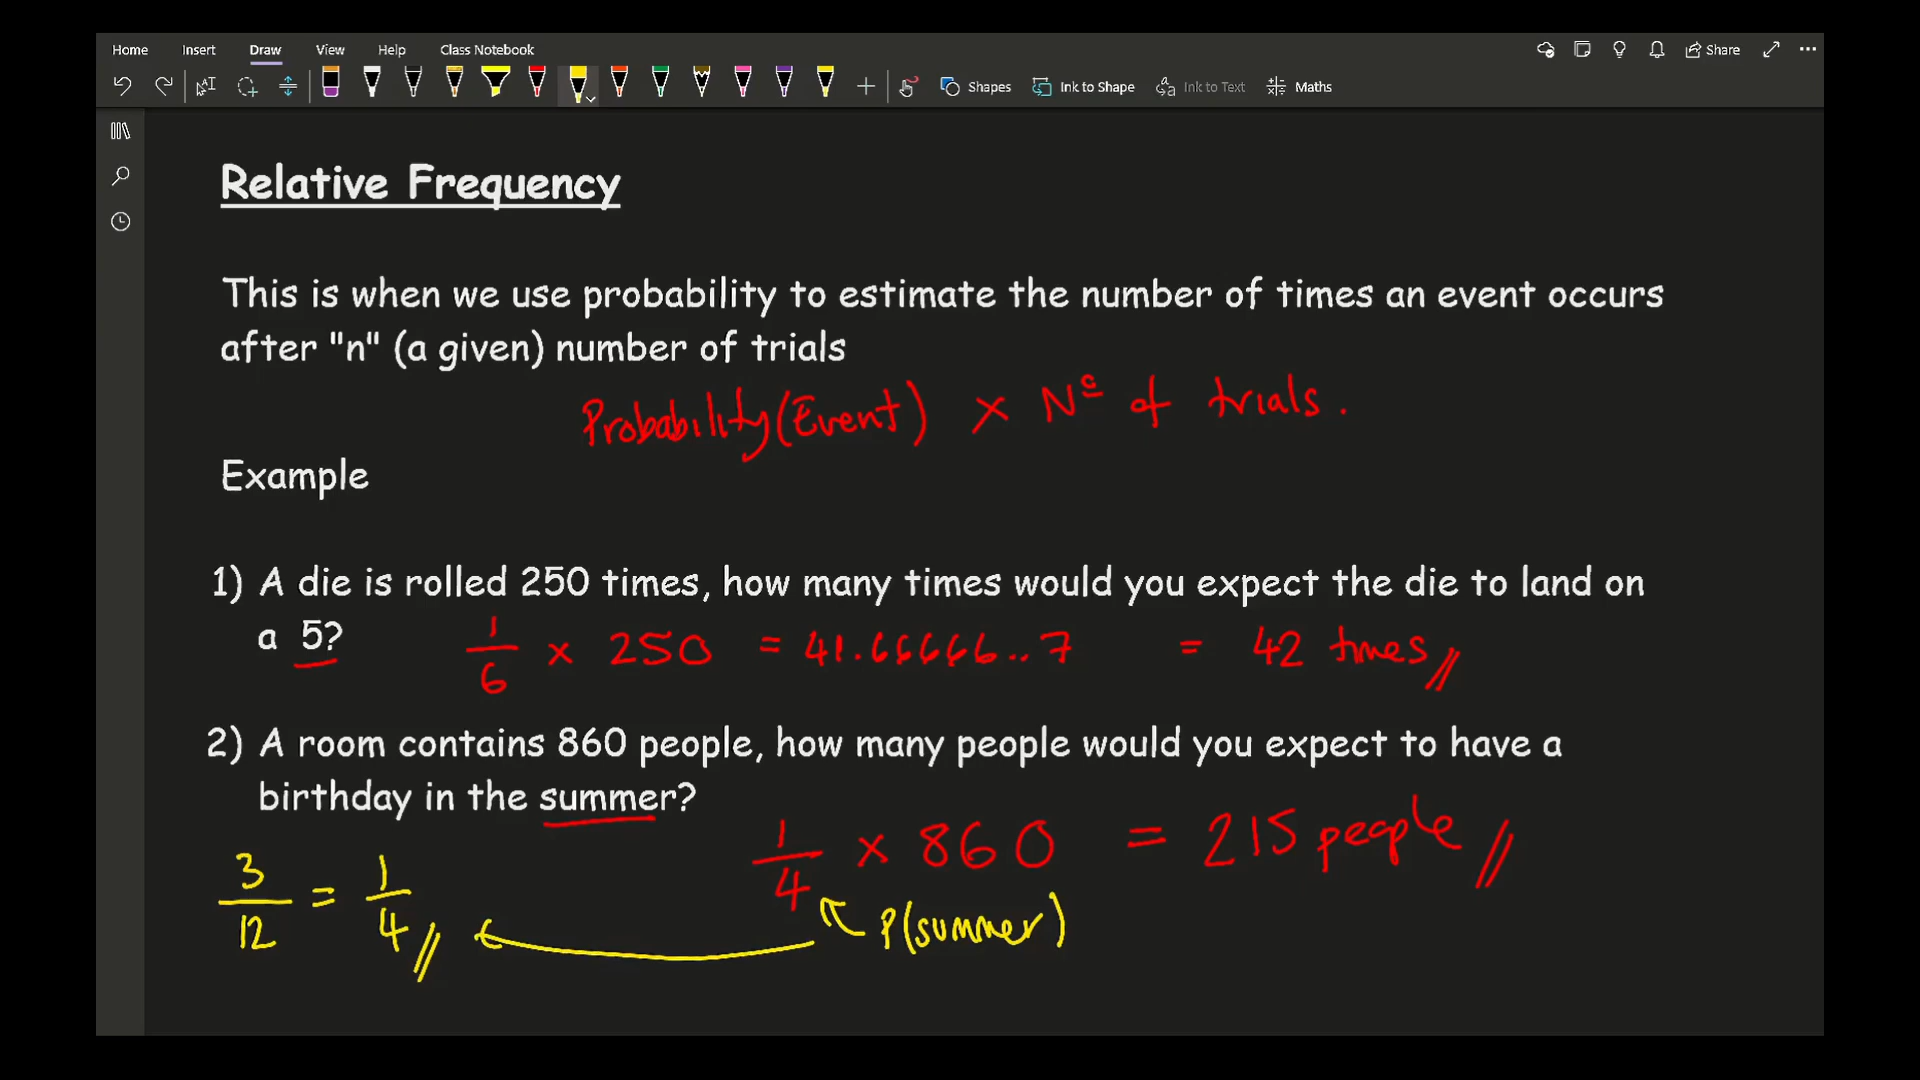 Home Insert Draw View Help Class Notebook Share
Shapes Ink to Shape Ink to Text Maths
Relative Frequency
This is when we use probability to estimate the number of times an event occurs
after "n" (a given) number of trials
Probability(Event) × Nº of trials.
Example
1) A die is rolled 250 times, how many times would you expect the die to land on
a 5?
1/6 × 250 = 41.66666..7 = 42 times //
2) A room contains 860 people, how many people would you expect to have a
birthday in the summer?
1/4 × 860 = 215 people //
3/12 = 1/4 //
P(summer)